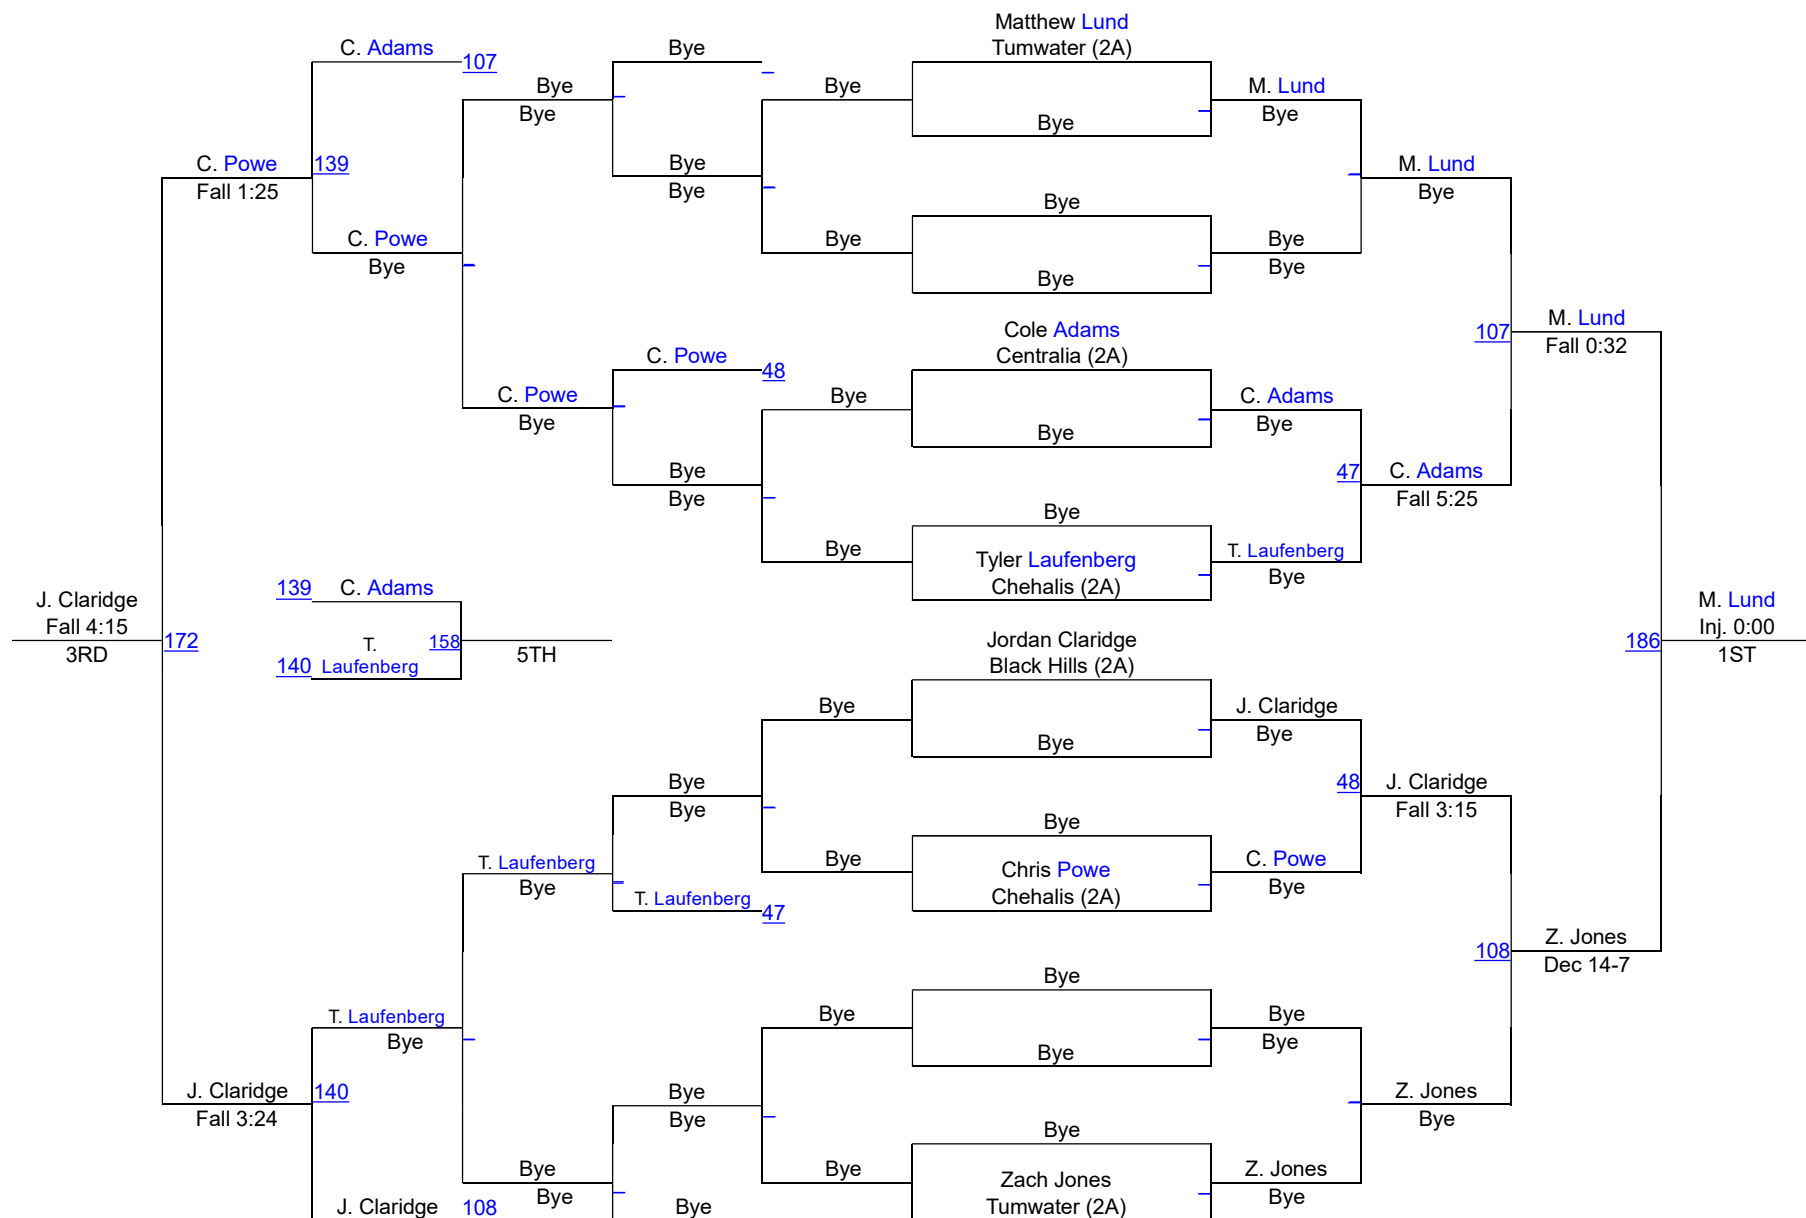 Matthew Lund
Tumwater (2A)
C. Adams
107
Bye
Bye
Bye
Bye
Bye
M. Lund
Bye
Bye
C. Powe
139
Fall 1:25
Bye
Bye
M. Lund
Bye
C. Powe
Bye
Bye
Bye
Bye
Bye
Bye
Cole Adams
Centralia (2A)
107
M. Lund
Fall 0:32
C. Powe
48
C. Powe
Bye
Bye
Bye
C. Adams
Bye
Bye
Bye
47
C. Adams
Fall 5:25
Bye
Bye
Tyler Laufenberg
Chehalis (2A)
T. Laufenberg
Bye
139
C. Adams
J. Claridge
Fall 4:15
3RD
172
T.
Laufenberg
140
158
5TH
M. Lund
Inj. 0:00
1ST
186
Jordan Claridge
Black Hills (2A)
Bye
Bye
J. Claridge
Bye
Bye
Bye
48
J. Claridge
Fall 3:15
Bye
Bye
Chris Powe
Chehalis (2A)
C. Powe
Bye
T. Laufenberg
Bye
T. Laufenberg
47
108
Z. Jones
Dec 14-7
Bye
Bye
Bye
Bye
Bye
T. Laufenberg
Bye
J. Claridge
140
Fall 3:24
Bye
Bye
Z. Jones
Bye
Bye
Bye
Zach Jones
Tumwater (2A)
Z. Jones
Bye
Bye
Bye
J. Claridge
108
Bye